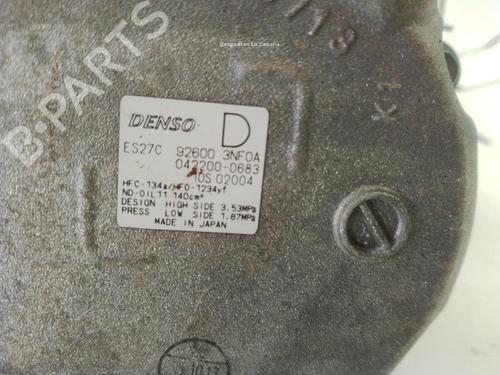 B-PARTS
Desguaces La Cabaña
K1
DENSO D
ES27C 92600 3NF0A
042200-0683
10S 02004
HFC-134a/HFO-1234yf
ND-OIL11 140cm³
DESIGN HIGH SIDE 3.53MPa
PRESS LOW SIDE 1.67MPa
MADE IN JAPAN